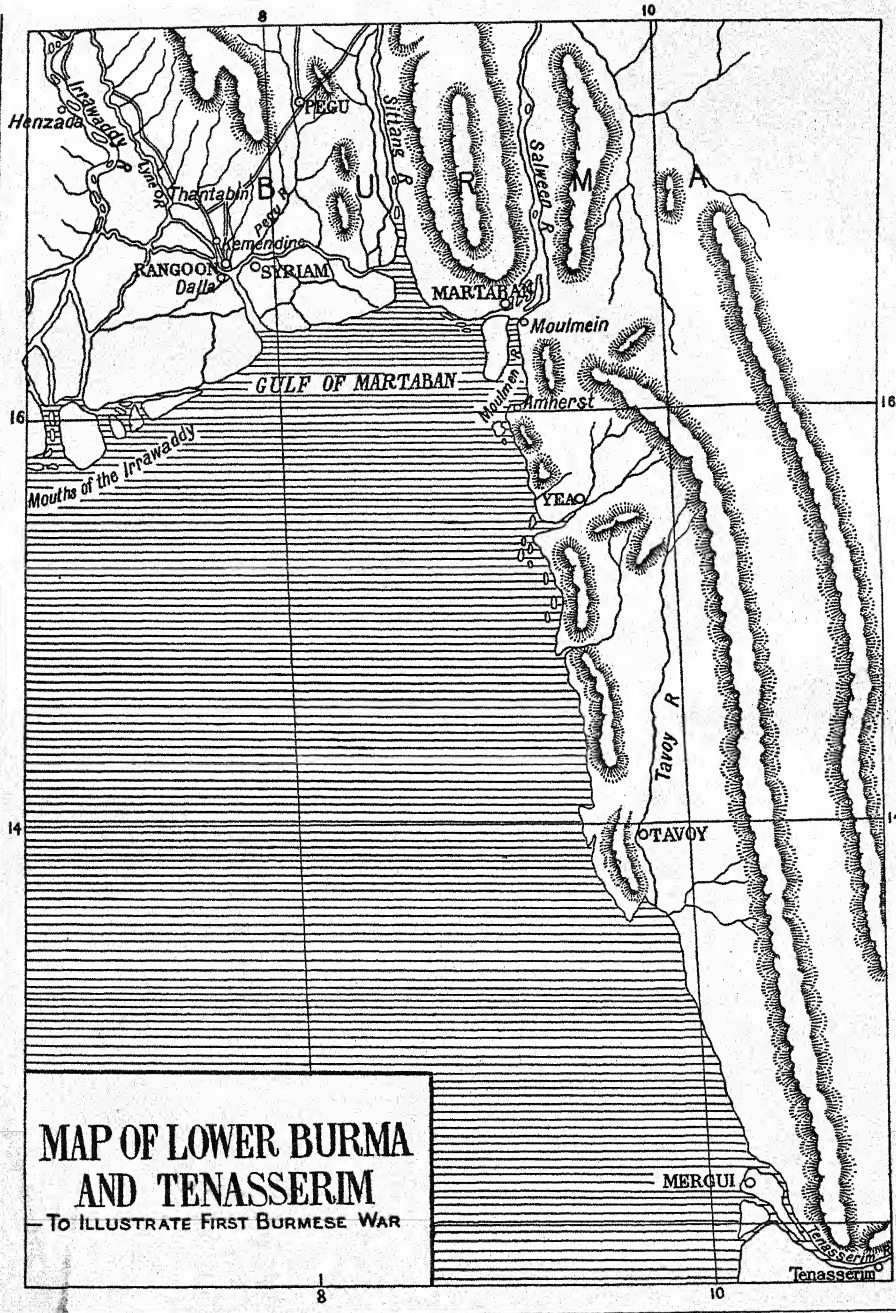 8
10
Irrawaddy R
Henzada
PEGU
Sittang R
Salween R
Lyne R
Thantabin
BURMA
Pegu R
Kemendine
RANGOON
SYRIAM
Dalla
MARTABAN
Moulmein
GULF OF MARTABAN
Moulmen R
Amherst
16
16
Mouths of the Irrawaddy
YEA
Tavoy R
14
14
TAVOY
MAP OF LOWER BURMA
AND TENASSERIM
TO ILLUSTRATE FIRST BURMESE WAR
MERGUI
Tenasserim R
Tenasserim
8
10